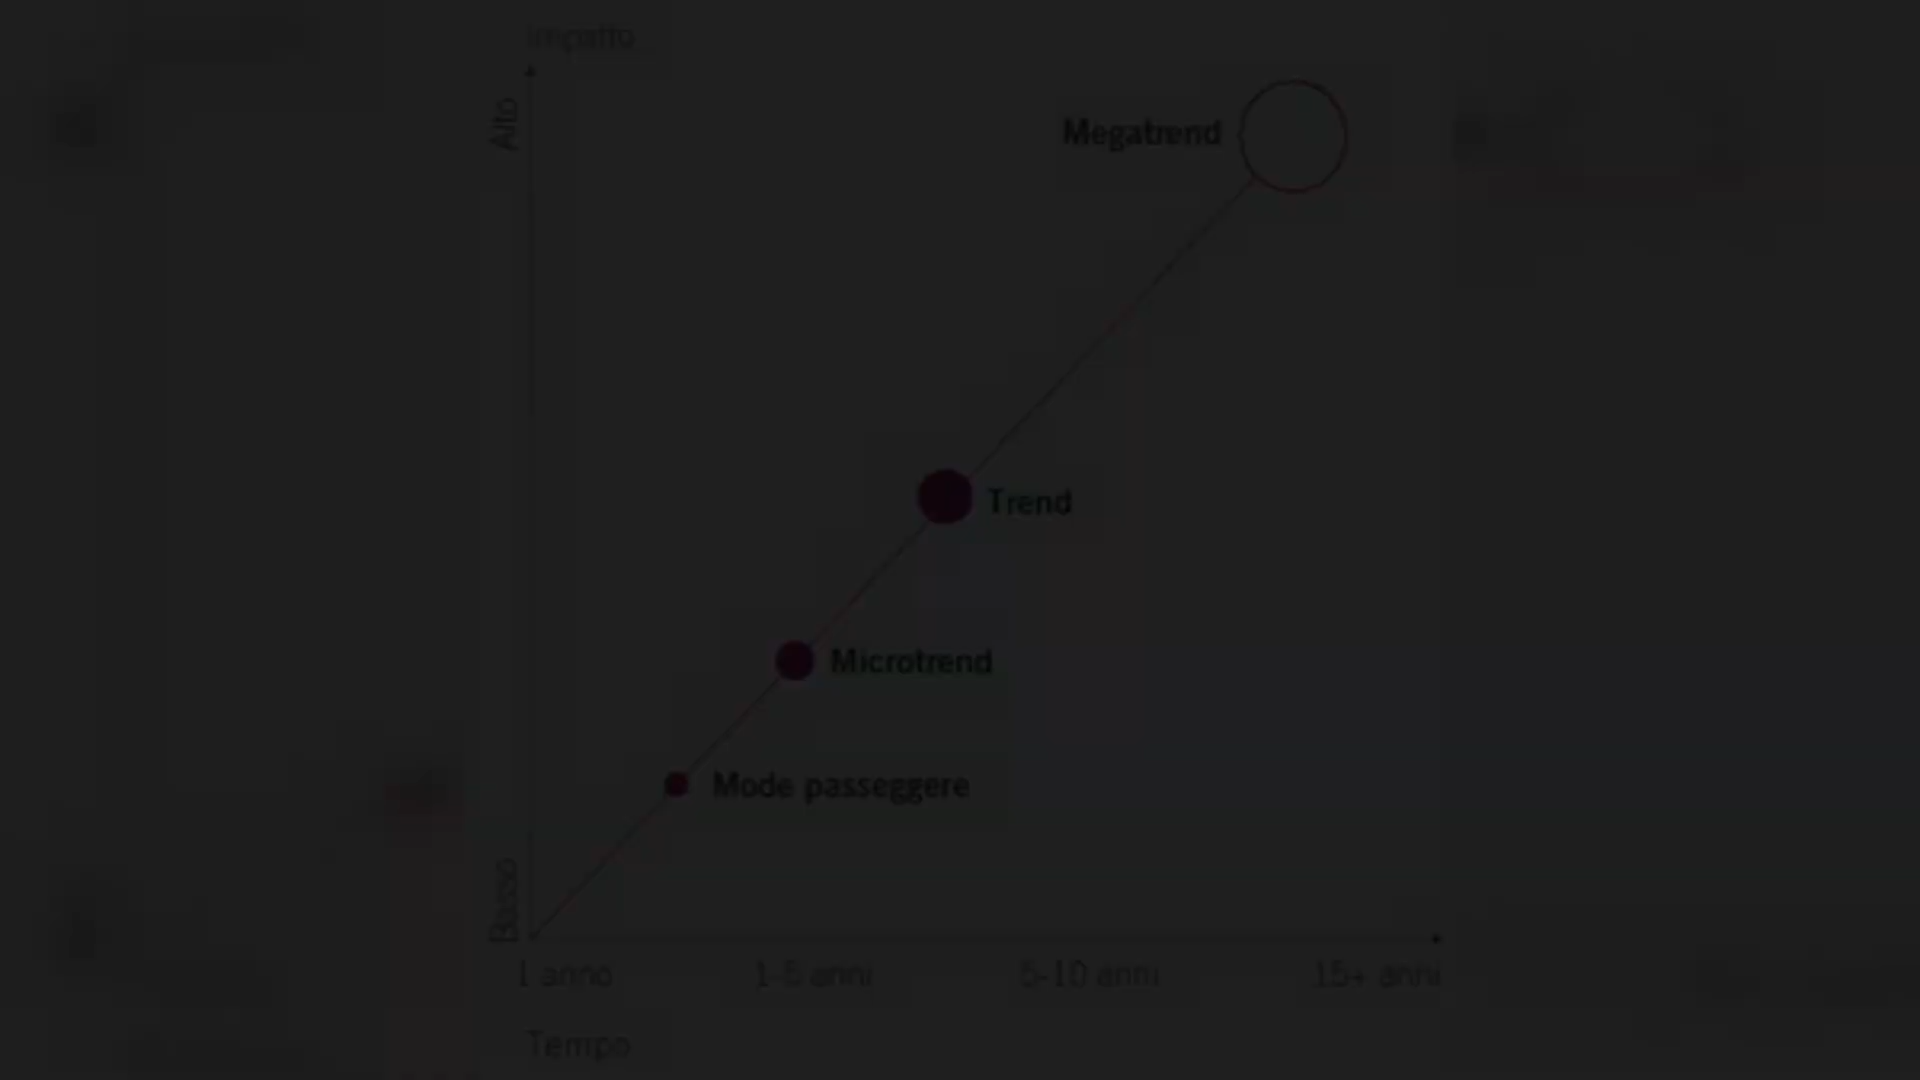 Impatto
Alto
Megatrend
Trend
Microtrend
Mode passeggere
Basso
1 anno
1-5 anni
5-10 anni
15+ anni
Tempo